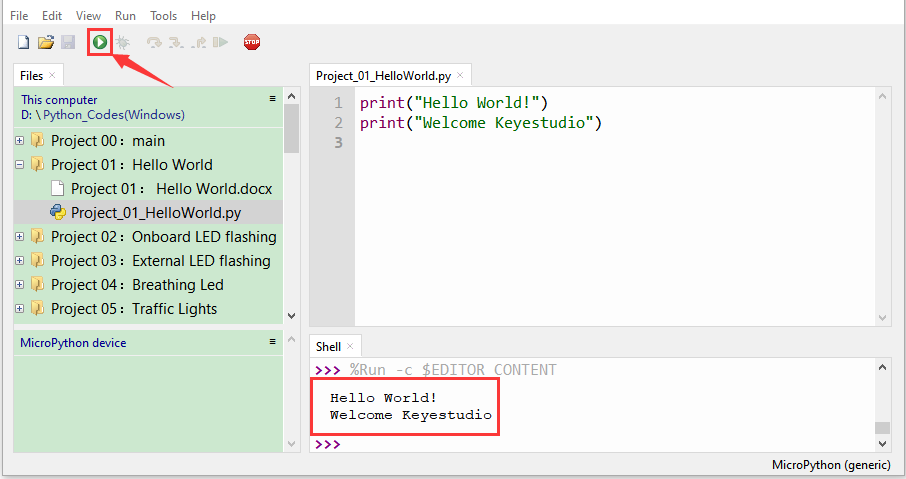 File Edit View Run Tools Help
STOP
Files ×
This computer ≡
D: \ Python_Codes(Windows)
Project 00：main
Project 01：Hello World
Project 01： Hello World.docx
Project_01_HelloWorld.py
Project 02：Onboard LED flashing
Project 03：External LED flashing
Project 04：Breathing Led
Project 05：Traffic Lights
MicroPython device ≡
Project_01_HelloWorld.py ×
1 print("Hello World!")
2 print("Welcome Keyestudio")
3
Shell ×
>>> %Run -c $EDITOR_CONTENT
Hello World!
Welcome Keyestudio
>>>
MicroPython (generic)